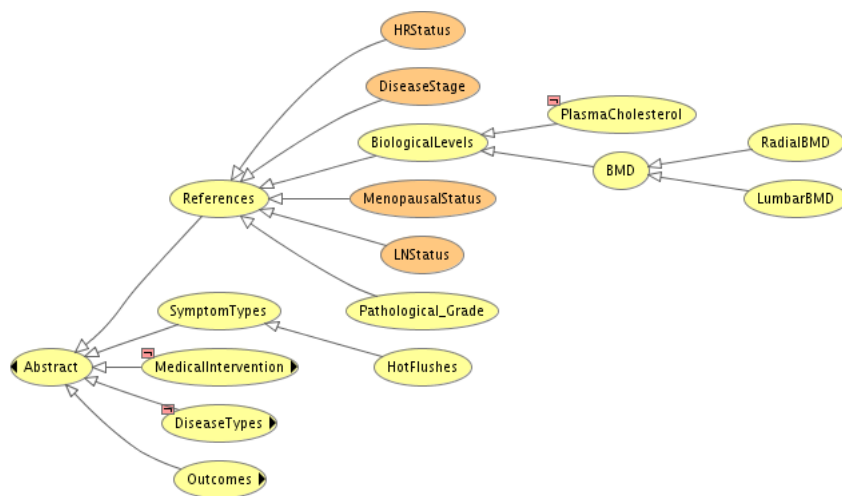 HRStatus
DiseaseStage
PlasmaCholesterol
BiologicalLevels
RadialBMD
BMD
References
MenopausalStatus
LumbarBMD
LNStatus
SymptomTypes
Pathological_Grade
Abstract
MedicalIntervention
HotFlushes
DiseaseTypes
Outcomes